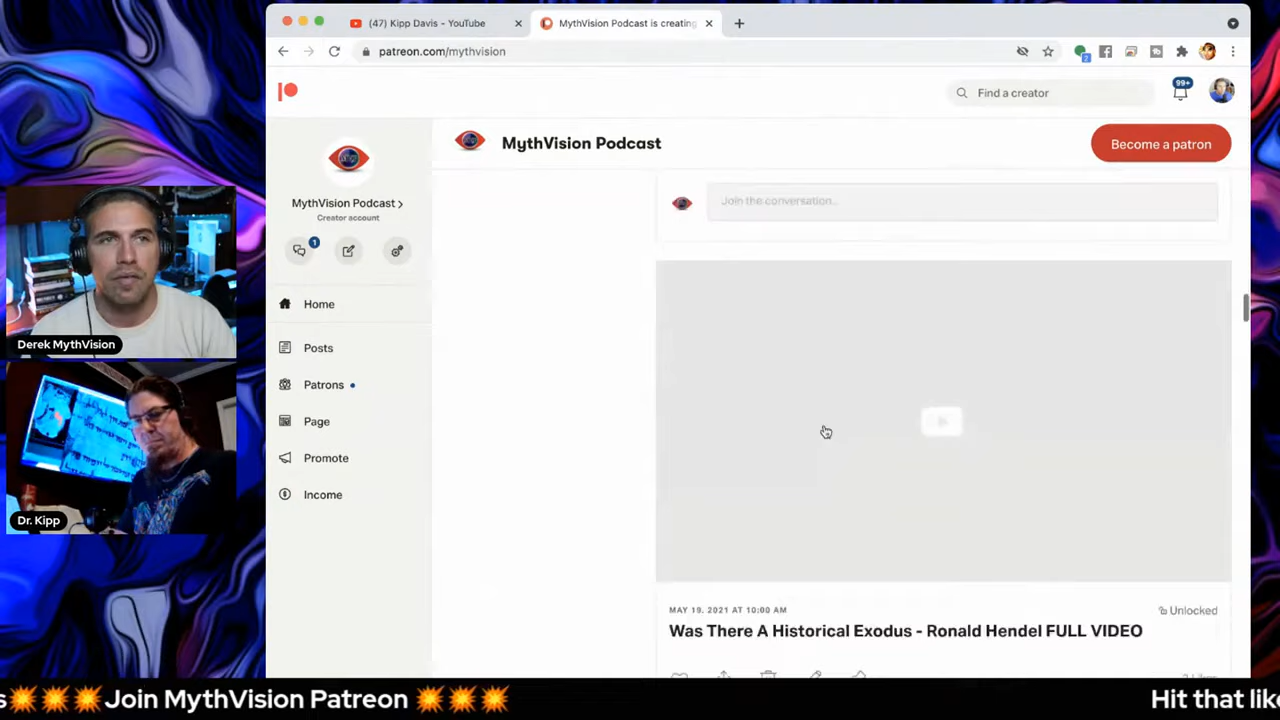 (47) Kipp Davis - YouTube
MythVision Podcast is creating
patreon.com/mythvision
2
Find a creator
99+
MythVision Podcast
Become a patron
MythVision Podcast
Creator account
1
Join the conversation...
Home
Posts
Patrons
Page
Promote
Income
Derek MythVision
Dr. Kipp
MAY 19, 2021 AT 10:00 AM
Unlocked
Was There A Historical Exodus - Ronald Hendel FULL VIDEO
s💥💥💥Join MythVision Patreon 💥💥💥
Hit that like